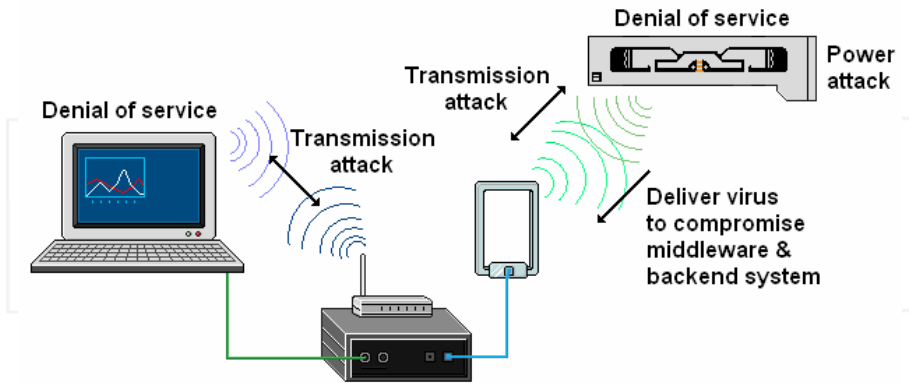 Denial of service
Power
attack
Transmission
attack
Denial of service
Transmission
attack
Deliver virus
to compromise
middleware &
backend system